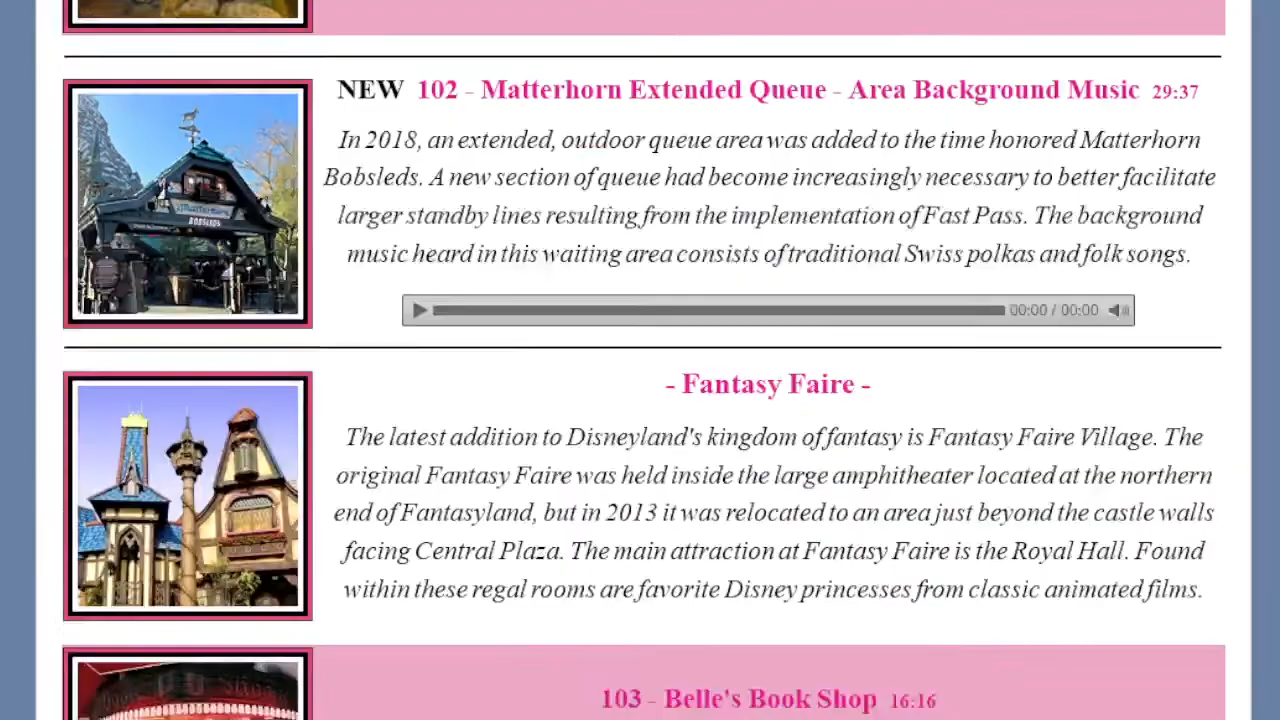 NEW 102 - Matterhorn Extended Queue - Area Background Music 29:37
In 2018, an extended, outdoor queue area was added to the time honored Matterhorn
Bobsleds. A new section of queue had become increasingly necessary to better facilitate
larger standby lines resulting from the implementation of Fast Pass. The background
music heard in this waiting area consists of traditional Swiss polkas and folk songs.
00:00 / 00:00
- Fantasy Faire -
The latest addition to Disneyland's kingdom of fantasy is Fantasy Faire Village. The
original Fantasy Faire was held inside the large amphitheater located at the northern
end of Fantasyland, but in 2013 it was relocated to an area just beyond the castle walls
facing Central Plaza. The main attraction at Fantasy Faire is the Royal Hall. Found
within these regal rooms are favorite Disney princesses from classic animated films.
103 - Belle's Book Shop 16:16